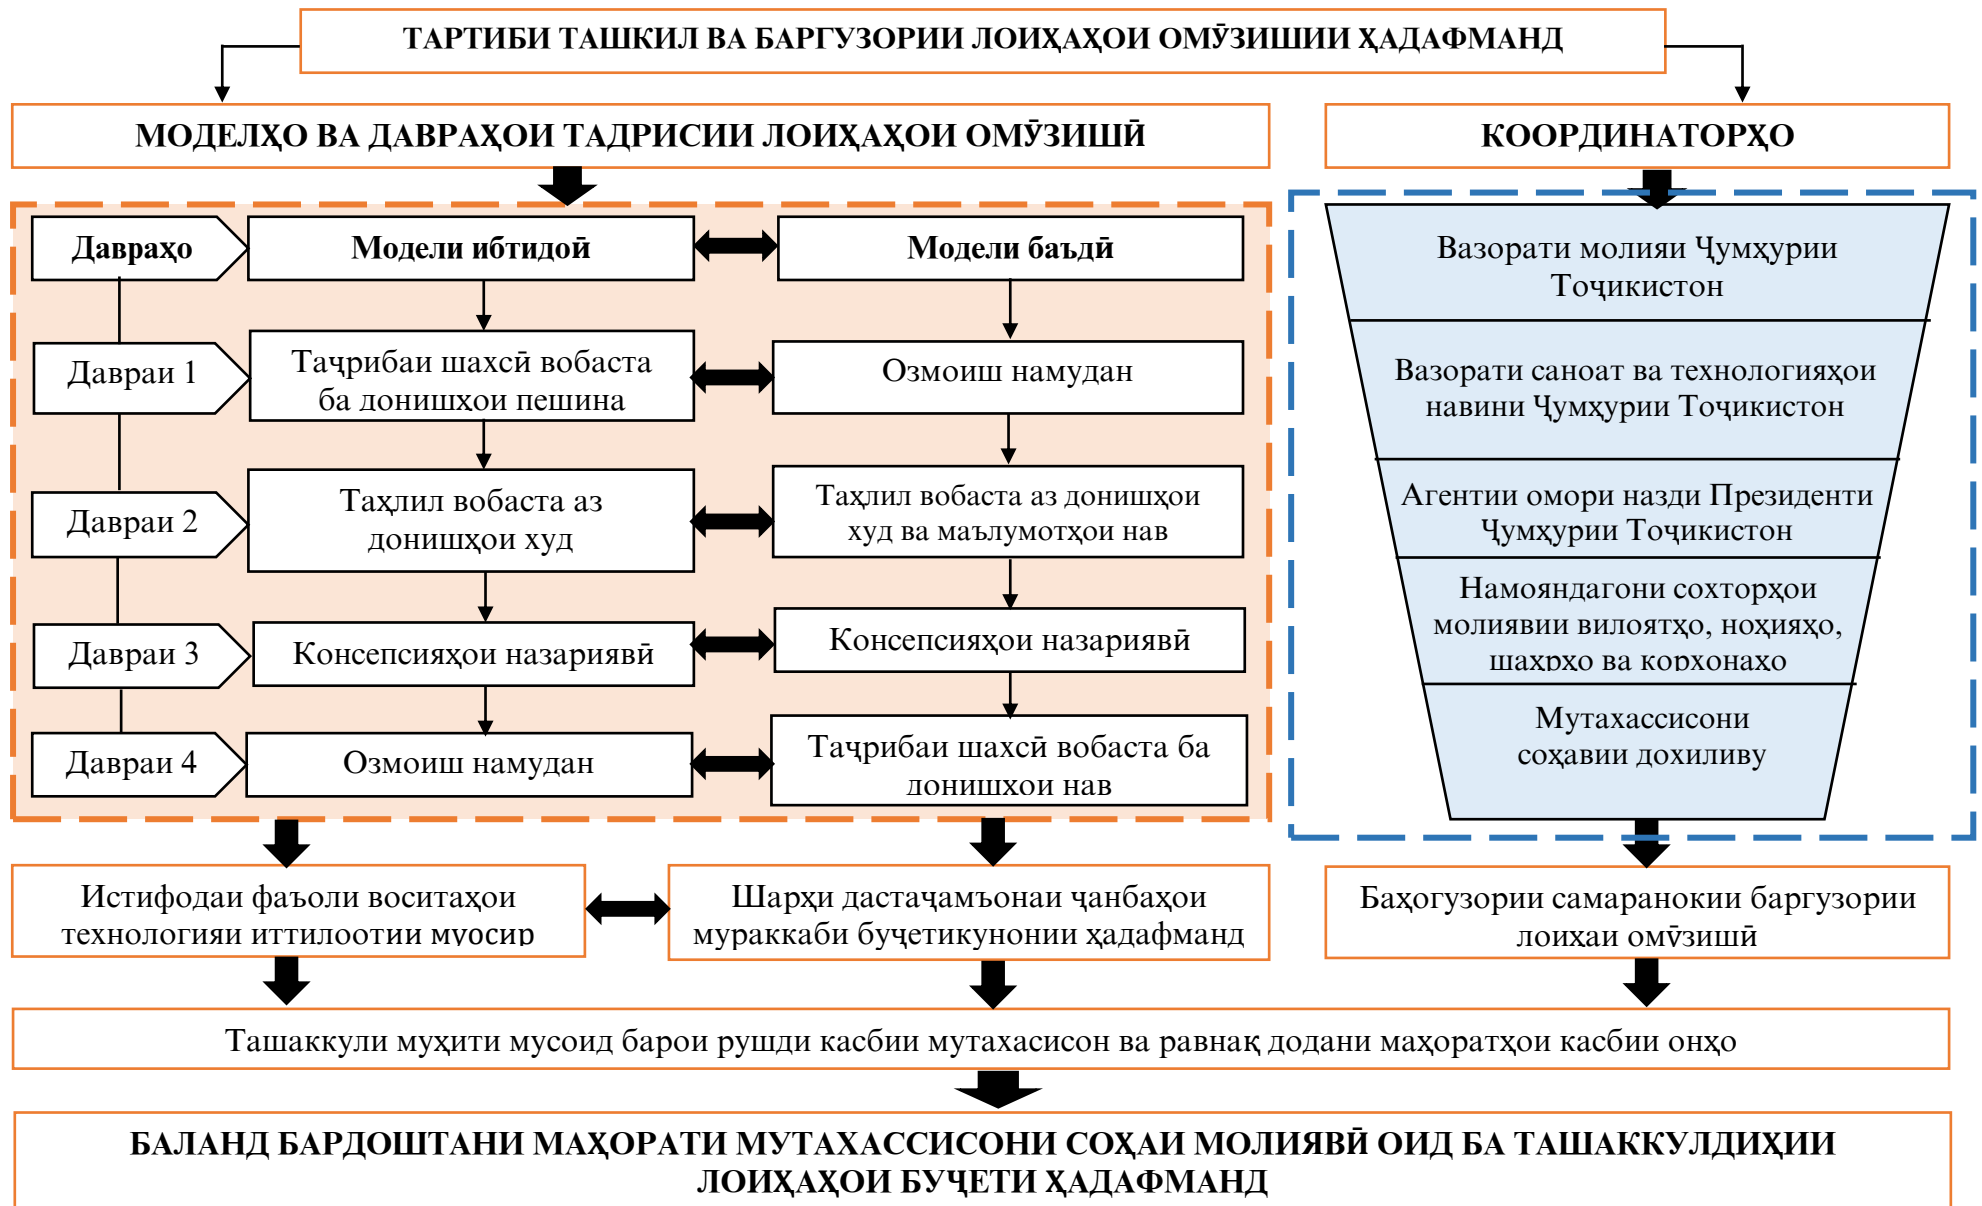 ТАРТИБИ ТАШКИЛ ВА БАРГУЗОРИИ ЛОИҲАҲОИ ОМӮЗИШИИ ҲАДАФМАНД
МОДЕЛҲО ВА ДАВРАҲОИ ТАДРИСИИ ЛОИҲАҲОИ ОМӮЗИШӢ
КООРДИНАТОРҲО
Давраҳо
Модели ибтидоӣ
Модели баъдӣ
Давраи 1
Таҷрибаи шахсӣ вобаста
ба донишҳои пешина
Озмоиш намудан
Давраи 2
Таҳлил вобаста аз
донишҳои худ
Таҳлил вобаста аз донишҳои
худ ва маълумотҳои нав
Давраи 3
Консепсияҳои назариявӣ
Консепсияҳои назариявӣ
Давраи 4
Озмоиш намудан
Таҷрибаи шахсӣ вобаста ба
донишҳои нав
Вазорати молияи Ҷумҳурии
Тоҷикистон
Вазорати саноат ва технологияҳои
навини Ҷумҳурии Тоҷикистон
Агентии омори назди Президенти
Ҷумҳурии Тоҷикистон
Намояндагони сохторҳои
молиявии вилоятҳо, ноҳияҳо,
шаҳрҳо ва корхонаҳо
Мутахассисони
соҳавии дохиливу
Истифодаи фаъоли воситаҳои
технологияи иттилоотии муосир
Шарҳи дастаҷамъонаи ҷанбаҳои
мураккаби буҷетикунонии ҳадафманд
Баҳогузории самаранокии баргузории
лоиҳаи омӯзишӣ
Ташаккули муҳити мусоид барои рушди касбии мутахасисон ва равнақ додани маҳоратҳои касбии онҳо
БАЛАНД БАРДОШТАНИ МАҲОРАТИ МУТАХАССИСОНИ СОҲАИ МОЛИЯВӢ ОИД БА ТАШАККУЛДИҲИИ
ЛОИҲАҲОИ БУҶЕТИ ҲАДАФМАНД